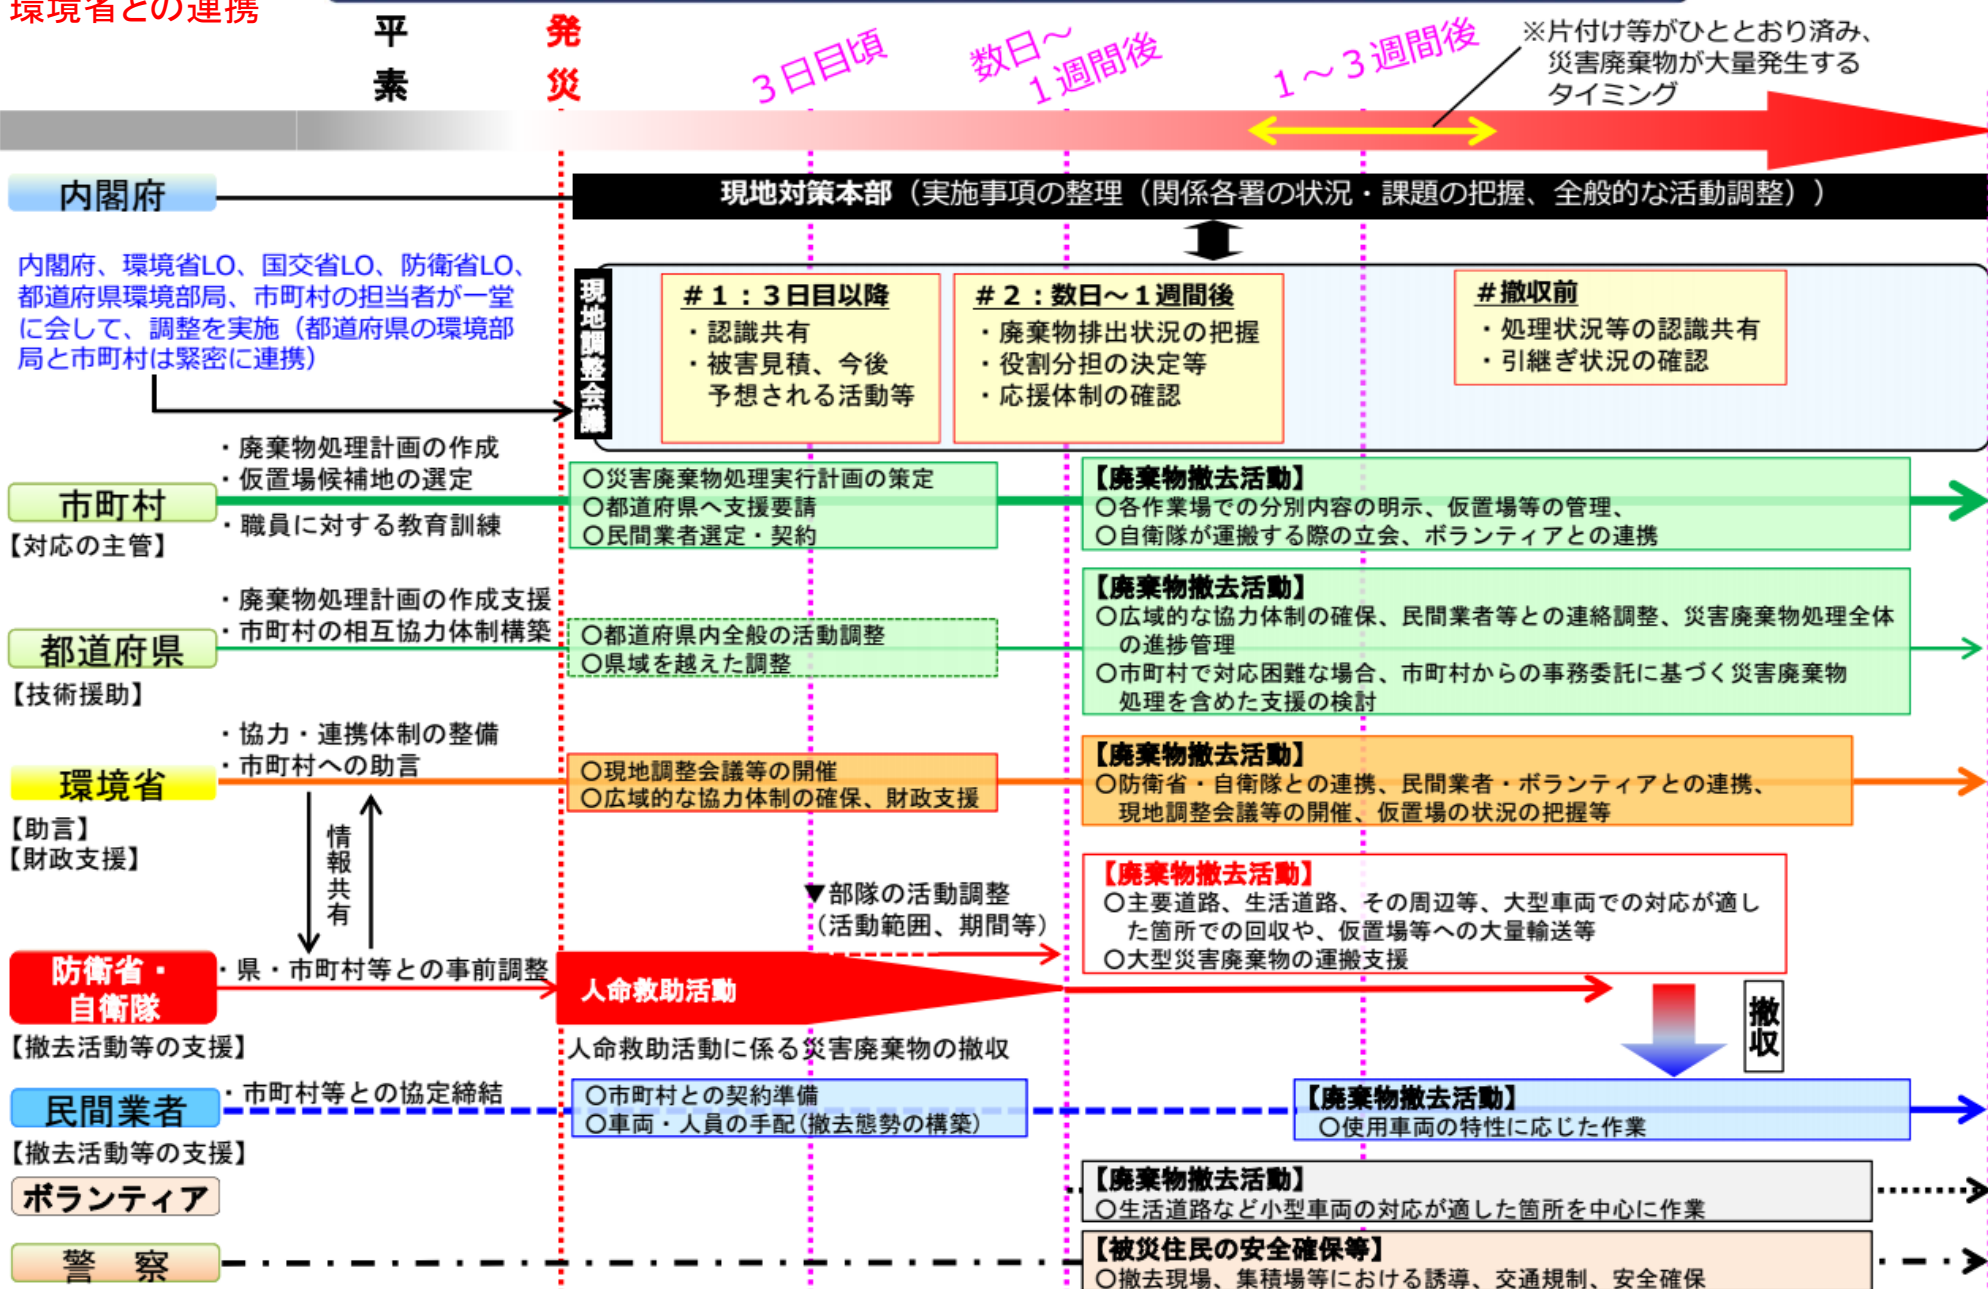 環境省との連携
平素
発災
3日目頃
数日～
1週間後
1～3週間後
※片付け等がひととおり済み、
災害廃棄物が大量発生する
タイミング
内閣府
現地対策本部（実施事項の整理（関係各署の状況・課題の把握、全般的な活動調整））
内閣府、環境省LO、国交省LO、防衛省LO、
都道府県環境部局、市町村の担当者が一堂
に会して、調整を実施（都道府県の環境部
局と市町村は緊密に連携）
現地調整会議
＃1：3日目以降
・認識共有
・被害見積、今後
予想される活動等
＃2：数日～1週間後
・廃棄物排出状況の把握
・役割分担の決定等
・応援体制の確認
＃撤収前
・処理状況等の認識共有
・引継ぎ状況の確認
市町村
【対応の主管】
・廃棄物処理計画の作成
・仮置場候補地の選定
・職員に対する教育訓練
○災害廃棄物処理実行計画の策定
○都道府県へ支援要請
○民間業者選定・契約
【廃棄物撤去活動】
○各作業場での分別内容の明示、仮置場等の管理、
○自衛隊が運搬する際の立会、ボランティアとの連携
都道府県
【技術援助】
・廃棄物処理計画の作成支援
・市町村の相互協力体制構築
○都道府県内全般の活動調整
○県域を越えた調整
【廃棄物撤去活動】
○広域的な協力体制の確保、民間業者等との連絡調整、災害廃棄物処理全体
の進捗管理
○市町村で対応困難な場合、市町村からの事務委託に基づく災害廃棄物
処理を含めた支援の検討
環境省
【助言】
【財政支援】
・協力・連携体制の整備
・市町村への助言
○現地調整会議等の開催
○広域的な協力体制の確保、財政支援
【廃棄物撤去活動】
○防衛省・自衛隊との連携、民間業者・ボランティアとの連携、
現地調整会議等の開催、仮置場の状況の把握等
情報共有
防衛省・
自衛隊
【撤去活動等の支援】
・県・市町村等との事前調整
人命救助活動
人命救助活動に係る災害廃棄物の撤収
▼部隊の活動調整
（活動範囲、期間等）
【廃棄物撤去活動】
○主要道路、生活道路、その周辺等、大型車両での対応が適し
た箇所での回収や、仮置場等への大量輸送等
○大型災害廃棄物の運搬支援
撤収
民間業者
【撤去活動等の支援】
・市町村等との協定締結
○市町村との契約準備
○車両・人員の手配（撤去態勢の構築）
【廃棄物撤去活動】
○使用車両の特性に応じた作業
ボランティア
【廃棄物撤去活動】
○生活道路など小型車両の対応が適した箇所を中心に作業
警　察
【被災住民の安全確保等】
○撤去現場、集積場等における誘導、交通規制、安全確保